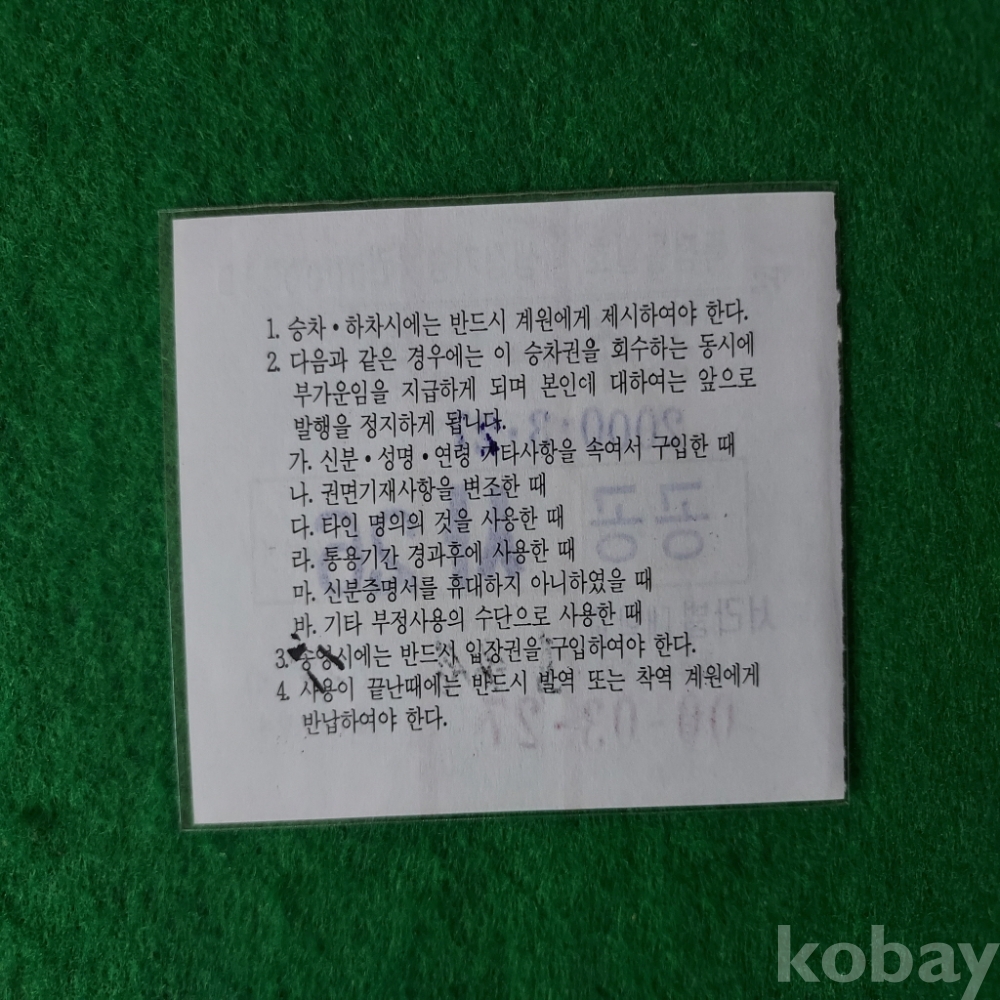 1. 승차·하차시에는 반드시 계원에게 제시하여야 한다.
2. 다음과 같은 경우에는 이 승차권을 회수하는 동시에
부가운임을 지급하게 되며 본인에 대하여는 앞으로
발행을 정지하게 됩니다.
가. 신분·성명·연령 기타사항을 속여서 구입한 때
나. 권면기재사항을 변조한 때
다. 타인 명의의 것을 사용한 때
라. 통용기간 경과후에 사용한 때
마. 신분증명서를 휴대하지 아니하였을 때
바. 기타 부정사용의 수단으로 사용한 때
3. 송영시에는 반드시 입장권을 구입하여야 한다.
4. 사용이 끝난때에는 반드시 발역 또는 착역 계원에게
반납하여야 한다.
kobay